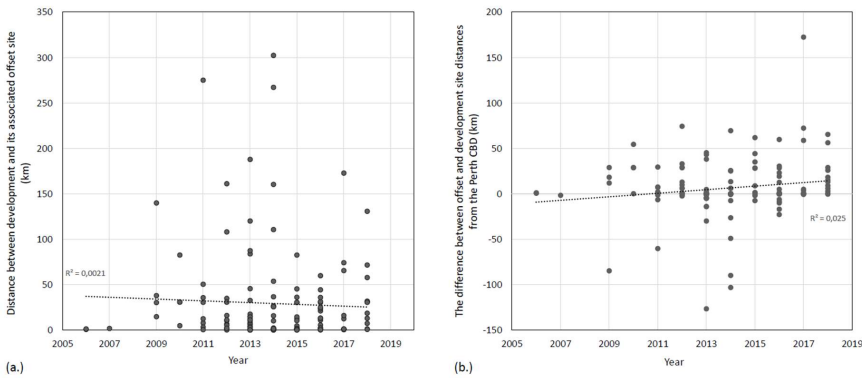 350
300
250
200
150
100
50
0
Distance between development and its associated offset site
(km)
R² = 0,0021
2005 2007 2009 2011 2013 2015 2017 2019
Year
(a.)
200
150
100
50
0
-50
-100
-150
The difference between offset and development site distances
from the Perth CBD (km)
R² = 0,025
2005 2007 2009 2011 2013 2015 2017 2019
Year
(b.)